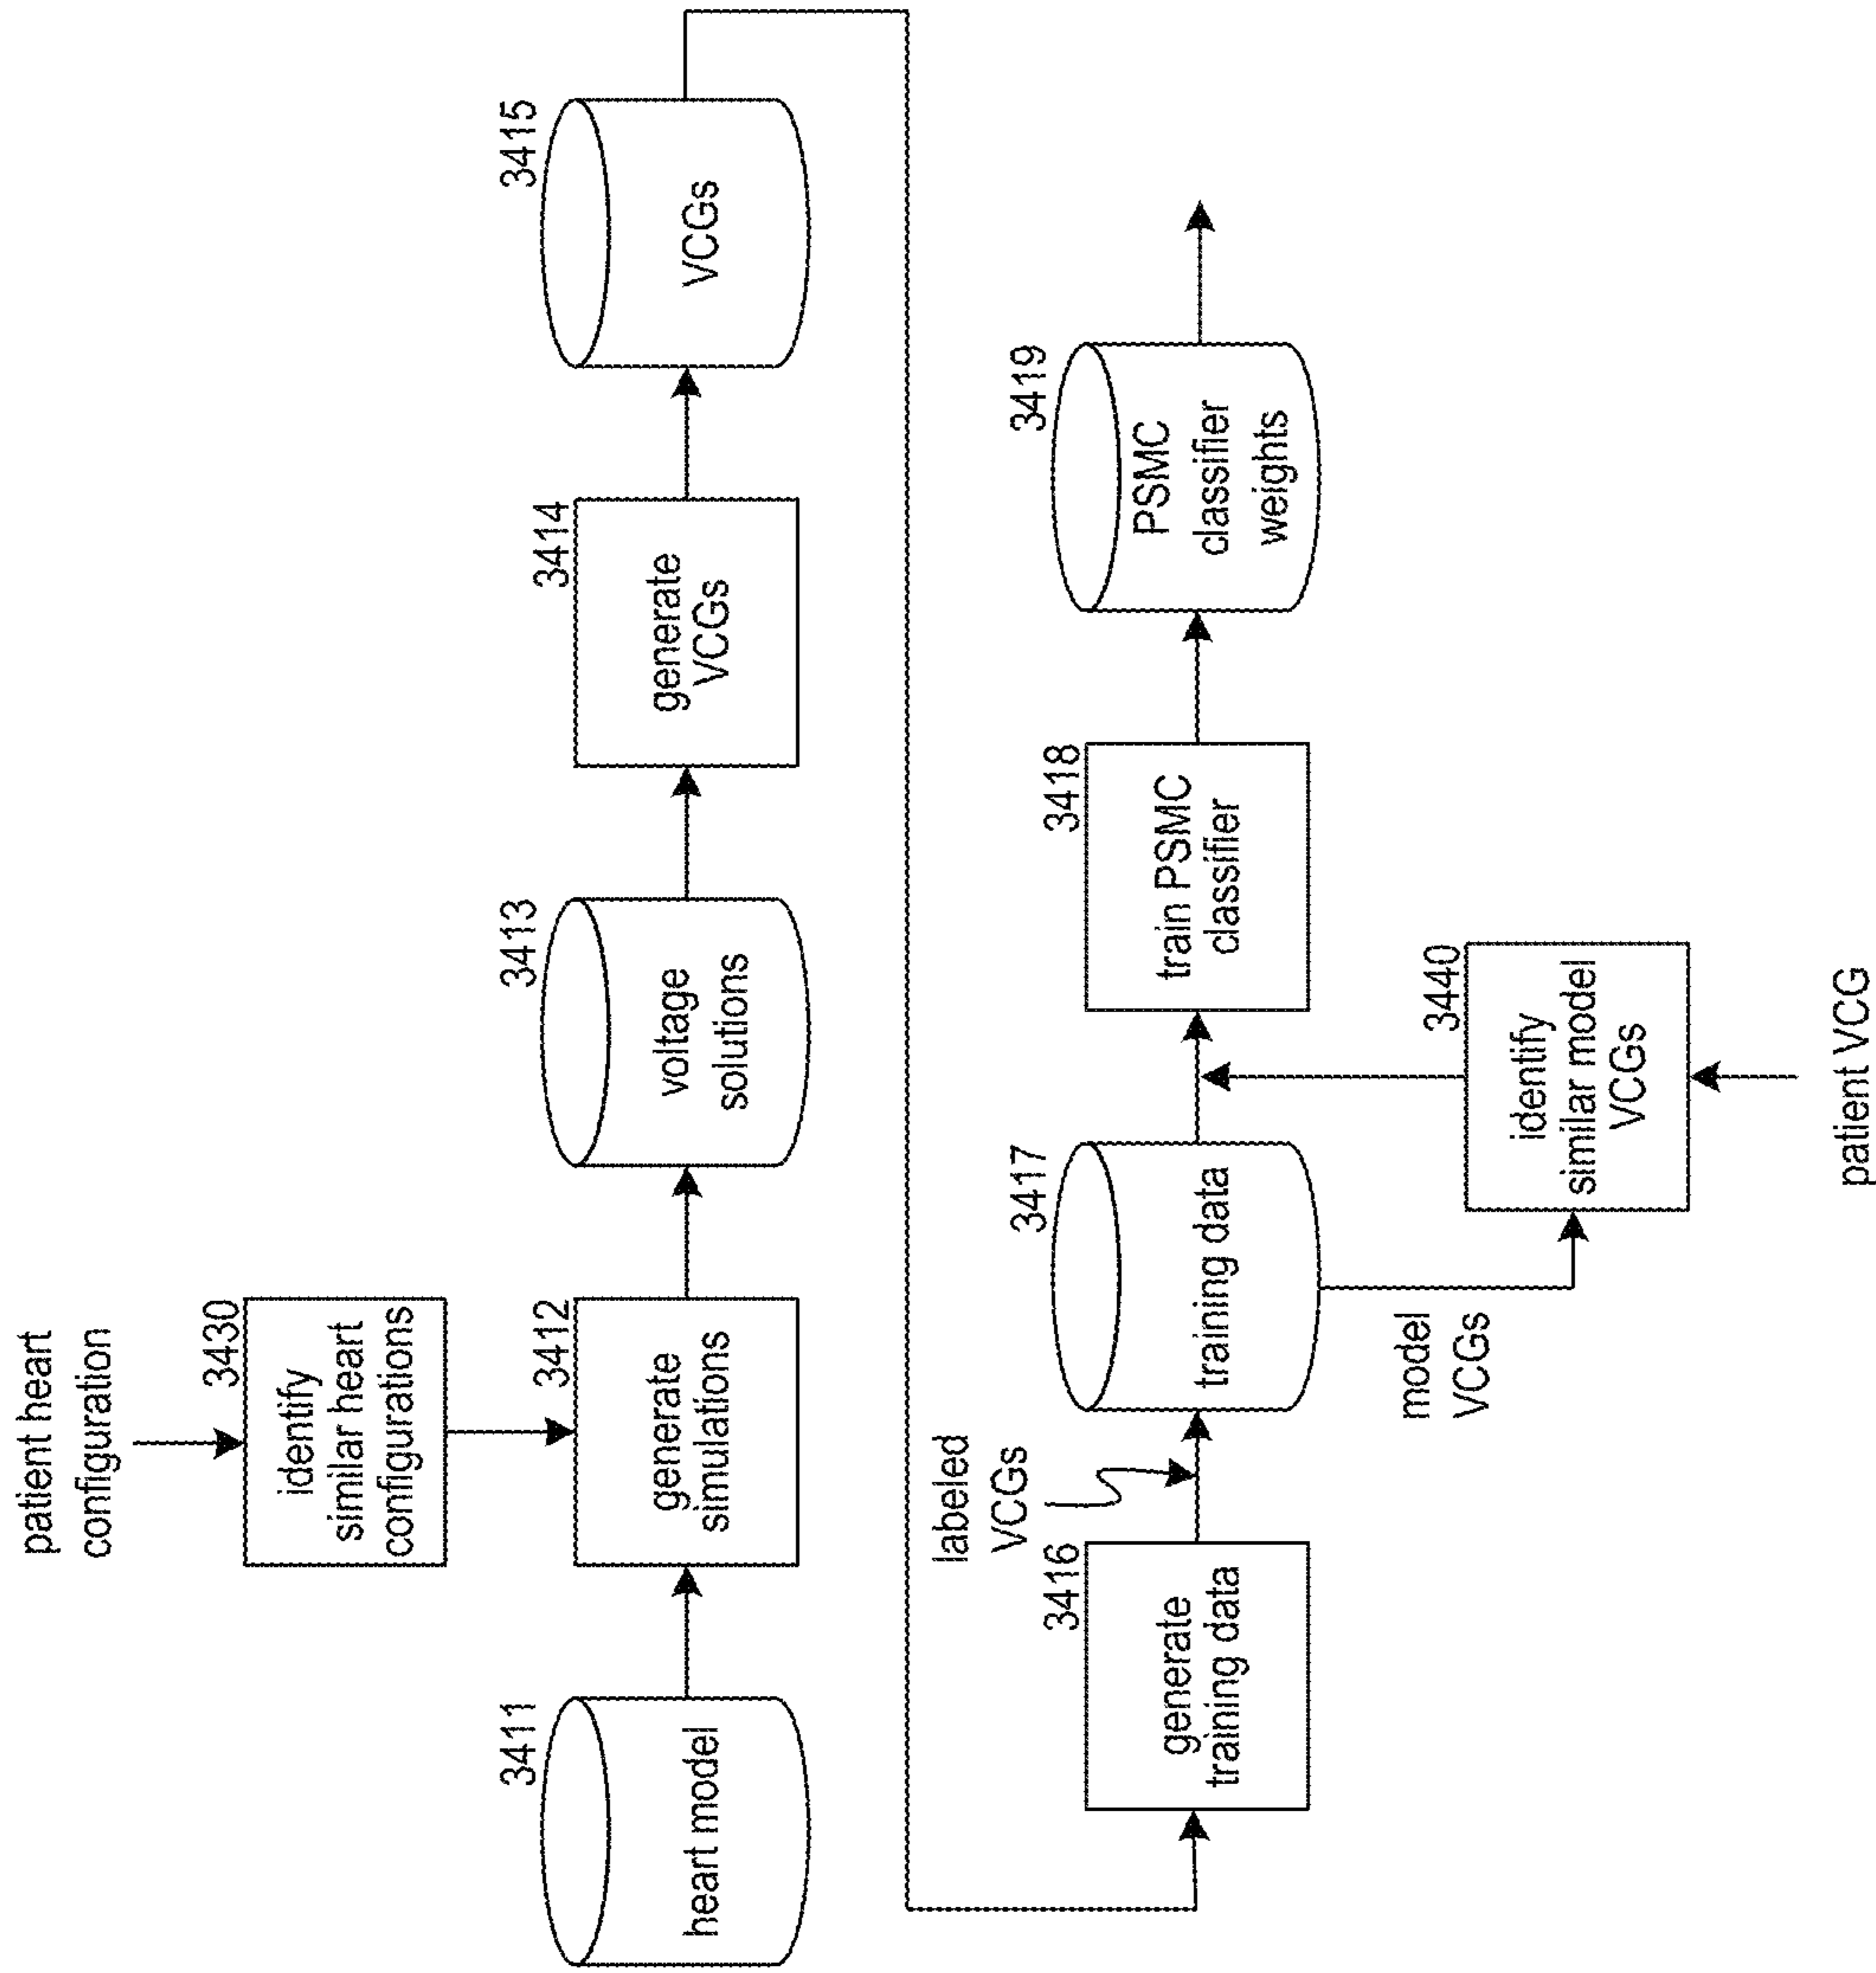 patient heart
configuration
3430
identify
similar heart
configurations
3411
heart model
3412
generate
simulations
3413
voltage
solutions
3414
generate
VCGs
3415
VCGs
labeled
VCGs
3416
generate
training data
3417
training data
3418
train PSMC
classifier
3419
PSMC
classifier
weights
model
VCGs
3440
identify
similar model
VCGs
patient VCG